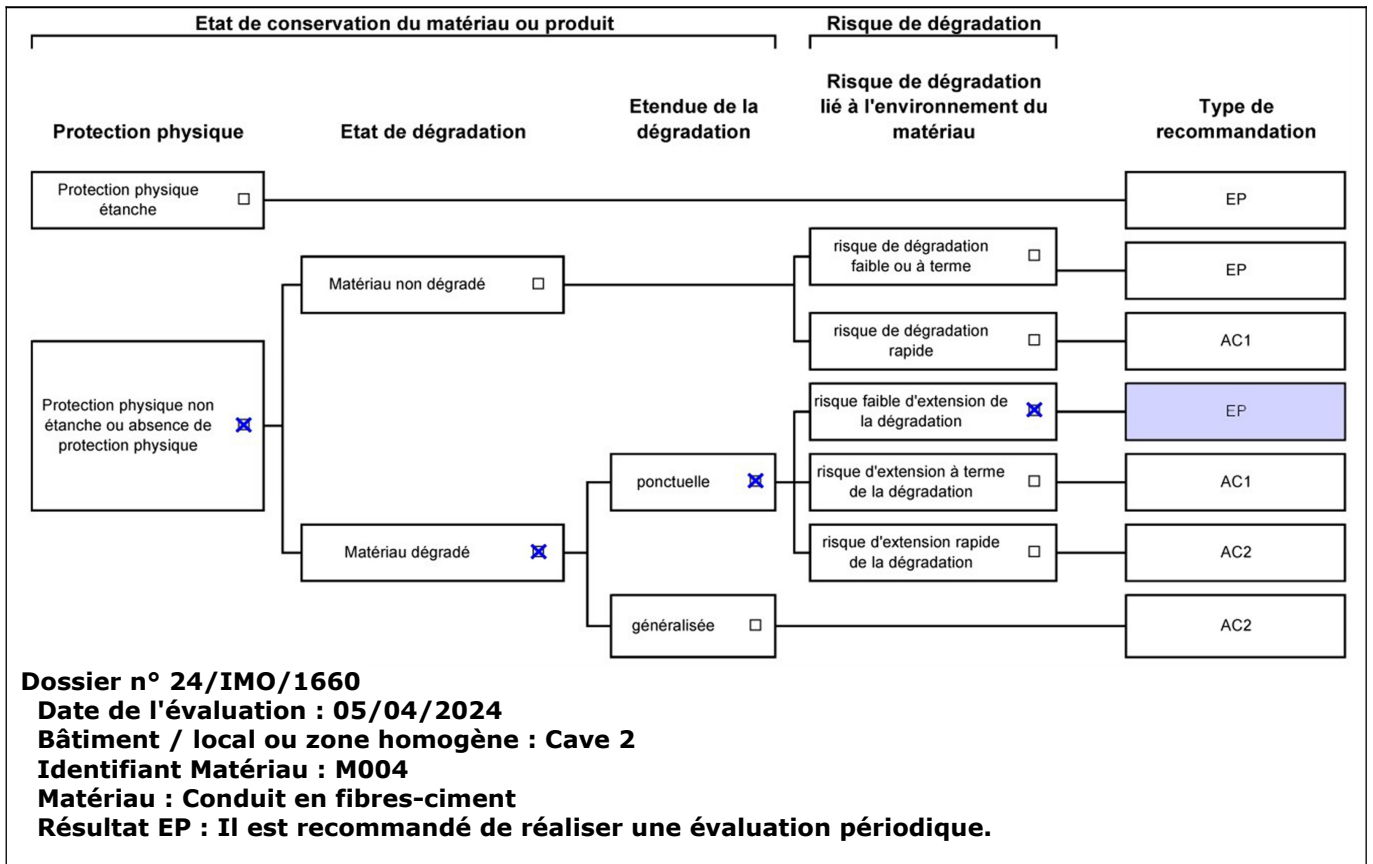 Etat de conservation du matériau ou produit
Risque de dégradation
Protection physique
Etat de dégradation
Etendue de la
dégradation
Risque de dégradation
lié à l'environnement du
matériau
Type de
recommandation
Protection physique
étanche
EP
risque de dégradation
faible ou à terme
EP
Matériau non dégradé
risque de dégradation
rapide
AC1
Protection physique non
étanche ou absence de
protection physique
risque faible d'extension de
la dégradation
EP
ponctuelle
risque d'extension à terme
de la dégradation
AC1
Matériau dégradé
risque d'extension rapide
de la dégradation
AC2
généralisée
AC2
Dossier n° 24/IMO/1660
Date de l'évaluation : 05/04/2024
Bâtiment / local ou zone homogène : Cave 2
Identifiant Matériau : M004
Matériau : Conduit en fibres-ciment
Résultat EP : Il est recommandé de réaliser une évaluation périodique.